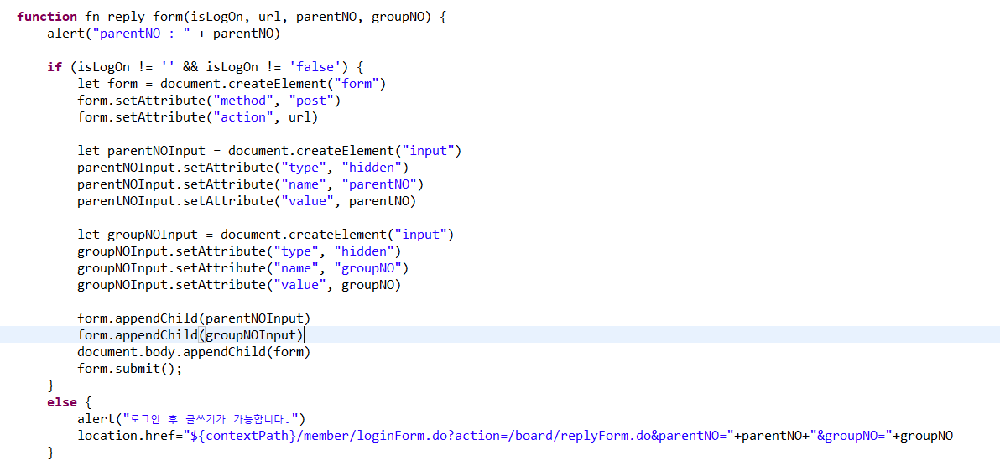 function fn_reply_form(isLogOn, url, parentNO, groupNO) {
    alert("parentNO : " + parentNO)

    if (isLogOn != '' && isLogOn != 'false') {
        let form = document.createElement("form")
        form.setAttribute("method", "post")
        form.setAttribute("action", url)

        let parentNOInput = document.createElement("input")
        parentNOInput.setAttribute("type", "hidden")
        parentNOInput.setAttribute("name", "parentNO")
        parentNOInput.setAttribute("value", parentNO)

        let groupNOInput = document.createElement("input")
        groupNOInput.setAttribute("type", "hidden")
        groupNOInput.setAttribute("name", "groupNO")
        groupNOInput.setAttribute("value", groupNO)

        form.appendChild(parentNOInput)
        form.appendChild(groupNOInput)
        document.body.appendChild(form)
        form.submit();
    }
    else {
        alert("로그인 후 글쓰기가 가능합니다.")
        location.href="${contextPath}/member/loginForm.do?action=/board/replyForm.do&parentNO="+parentNO+"&groupNO="+groupNO
    }